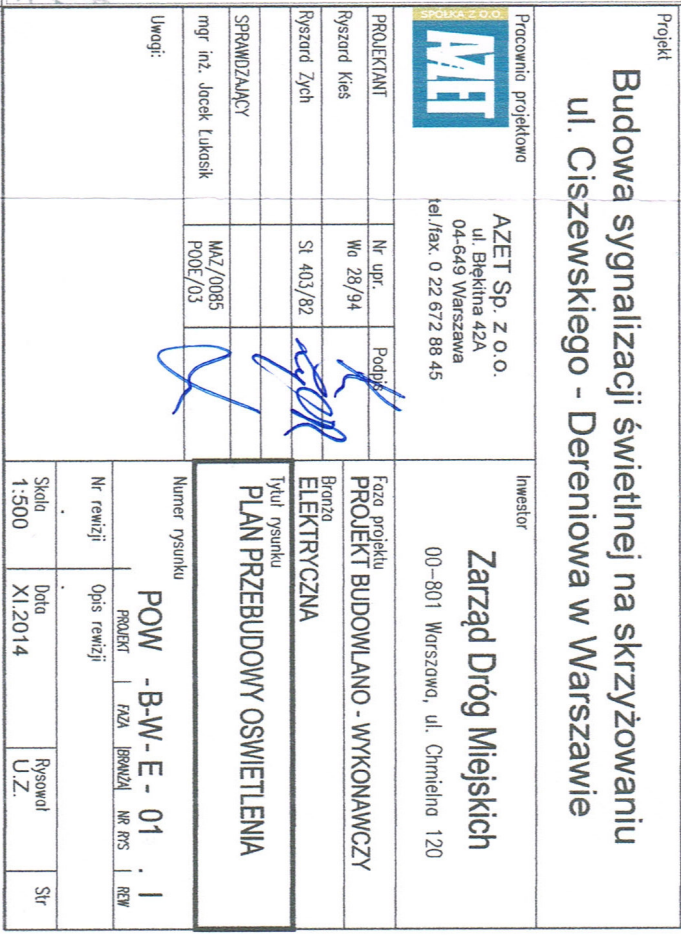 Projekt
Budowa sygnalizacji świetlnej na skrzyżowaniu
ul. Ciszewskiego - Dereniowa w Warszawie
Pracownia projektowa
SPÓŁKA Z O.O.
AZET
AZET Sp. z o.o.
ul. Błękitna 42A
04-649 Warszawa
tel./fax. 0 22 672 88 45
Inwestor
Zarząd Dróg Miejskich
00-801 Warszawa, ul. Chmielna 120
PROJEKTANT
Nr upr.
Podpis
Ryszard Kieś
Wa 28/94
Ryszard Zych
St 403/82
SPRAWDZAJĄCY
mgr inż. Jacek Łukasik
MAZ/0085
POOE/03
Uwagi:
Faza projektu
PROJEKT BUDOWLANO - WYKONAWCZY
Branża
ELEKTRYCZNA
Tytuł rysunku
PLAN PRZEBUDOWY OSWIETLENIA
Numer rysunku
POW - B-W- E - 01 . I
PROJEKT FAZA BRANŻA NR RYS REW
Nr rewizji
Opis rewizji
Skala
1:500
Data
XI.2014
Rysował
U.Z.
Str